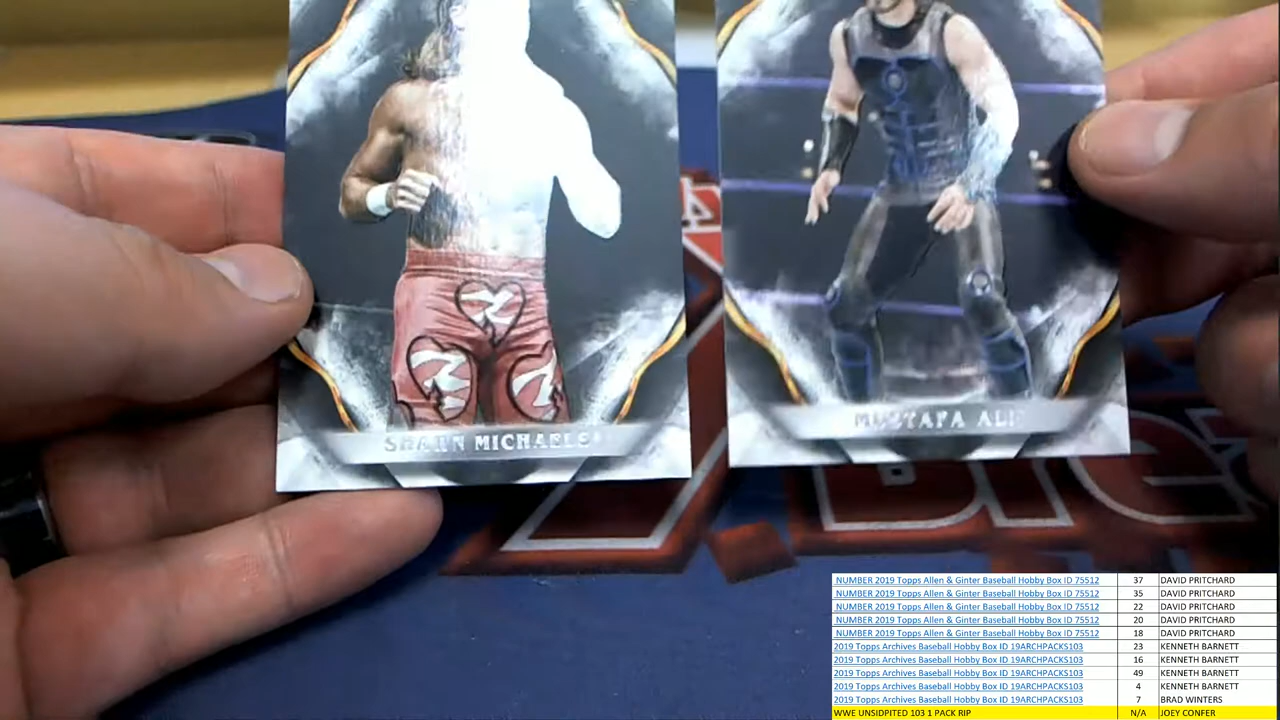 SHAWN MICHAELS
MUSTAFA ALI
NUMBER 2019 Topps Allen & Ginter Baseball Hobby Box ID 75512 37 DAVID PRITCHARD
NUMBER 2019 Topps Allen & Ginter Baseball Hobby Box ID 75512 35 DAVID PRITCHARD
NUMBER 2019 Topps Allen & Ginter Baseball Hobby Box ID 75512 22 DAVID PRITCHARD
NUMBER 2019 Topps Allen & Ginter Baseball Hobby Box ID 75512 20 DAVID PRITCHARD
NUMBER 2019 Topps Allen & Ginter Baseball Hobby Box ID 75512 18 DAVID PRITCHARD
2019 Topps Archives Baseball Hobby Box ID 19ARCHPACKS103 23 KENNETH BARNETT
2019 Topps Archives Baseball Hobby Box ID 19ARCHPACKS103 16 KENNETH BARNETT
2019 Topps Archives Baseball Hobby Box ID 19ARCHPACKS103 49 KENNETH BARNETT
2019 Topps Archives Baseball Hobby Box ID 19ARCHPACKS103 4 KENNETH BARNETT
2019 Topps Archives Baseball Hobby Box ID 19ARCHPACKS103 7 BRAD WINTERS
WWE UNSIDPITED 103 1 PACK RIP N/A JOEY CONFER